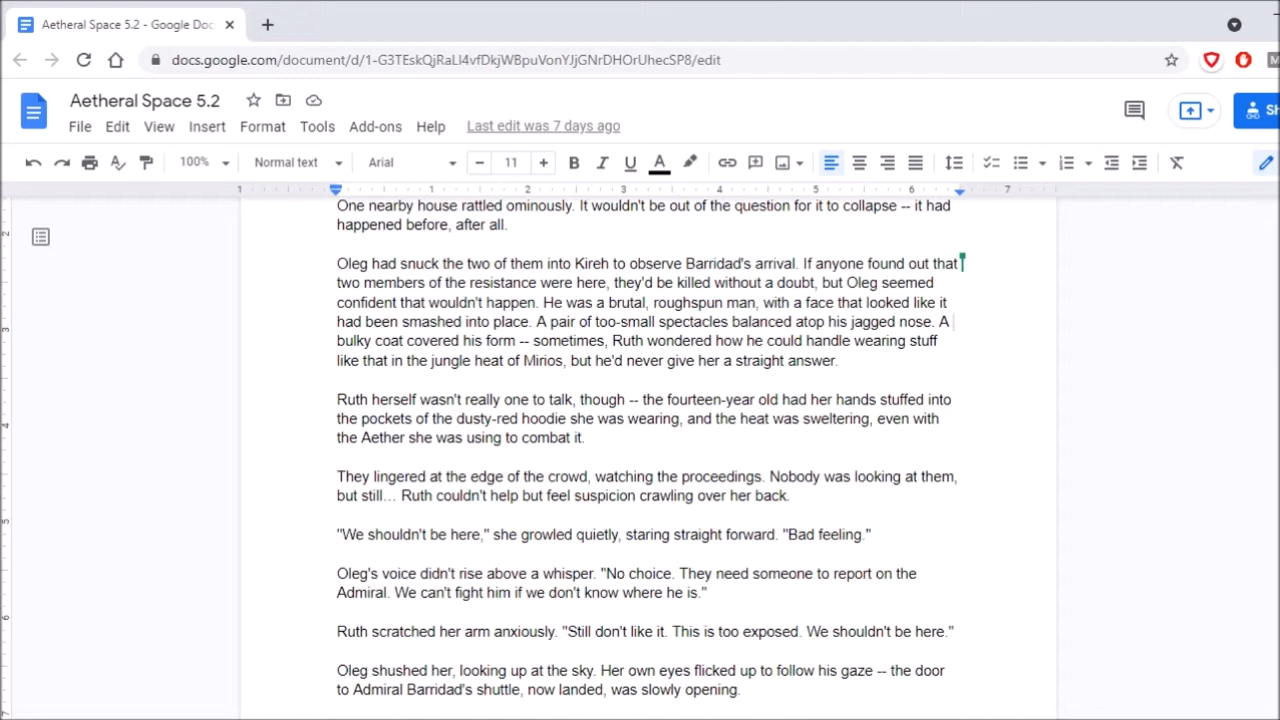 Aetheral Space 5.2 - Google Doc
docs.google.com/document/d/1-G3TEskQjRaLI4vfDkjWBpuVonYJjGNrDHOrUhecSP8/edit
Aetheral Space 5.2
File Edit View Insert Format Tools Add-ons Help Last edit was 7 days ago
Sh
100% Normal text Arial 11 B I U A
1 1 2 3 4 5 6 7
One nearby house rattled ominously. It wouldn't be out of the question for it to collapse -- it had
happened before, after all.
Oleg had snuck the two of them into Kireh to observe Barridad's arrival. If anyone found out that
two members of the resistance were here, they'd be killed without a doubt, but Oleg seemed
confident that wouldn't happen. He was a brutal, roughspun man, with a face that looked like it
had been smashed into place. A pair of too-small spectacles balanced atop his jagged nose. A
bulky coat covered his form -- sometimes, Ruth wondered how he could handle wearing stuff
like that in the jungle heat of Mirios, but he'd never give her a straight answer.
Ruth herself wasn't really one to talk, though -- the fourteen-year old had her hands stuffed into
the pockets of the dusty-red hoodie she was wearing, and the heat was sweltering, even with
the Aether she was using to combat it.
They lingered at the edge of the crowd, watching the proceedings. Nobody was looking at them,
but still... Ruth couldn't help but feel suspicion crawling over her back.
"We shouldn't be here," she growled quietly, staring straight forward. "Bad feeling."
Oleg's voice didn't rise above a whisper. "No choice. They need someone to report on the
Admiral. We can't fight him if we don't know where he is."
Ruth scratched her arm anxiously. "Still don't like it. This is too exposed. We shouldn't be here."
Oleg shushed her, looking up at the sky. Her own eyes flicked up to follow his gaze -- the door
to Admiral Barridad's shuttle, now landed, was slowly opening.
2
3
4
5
6
7